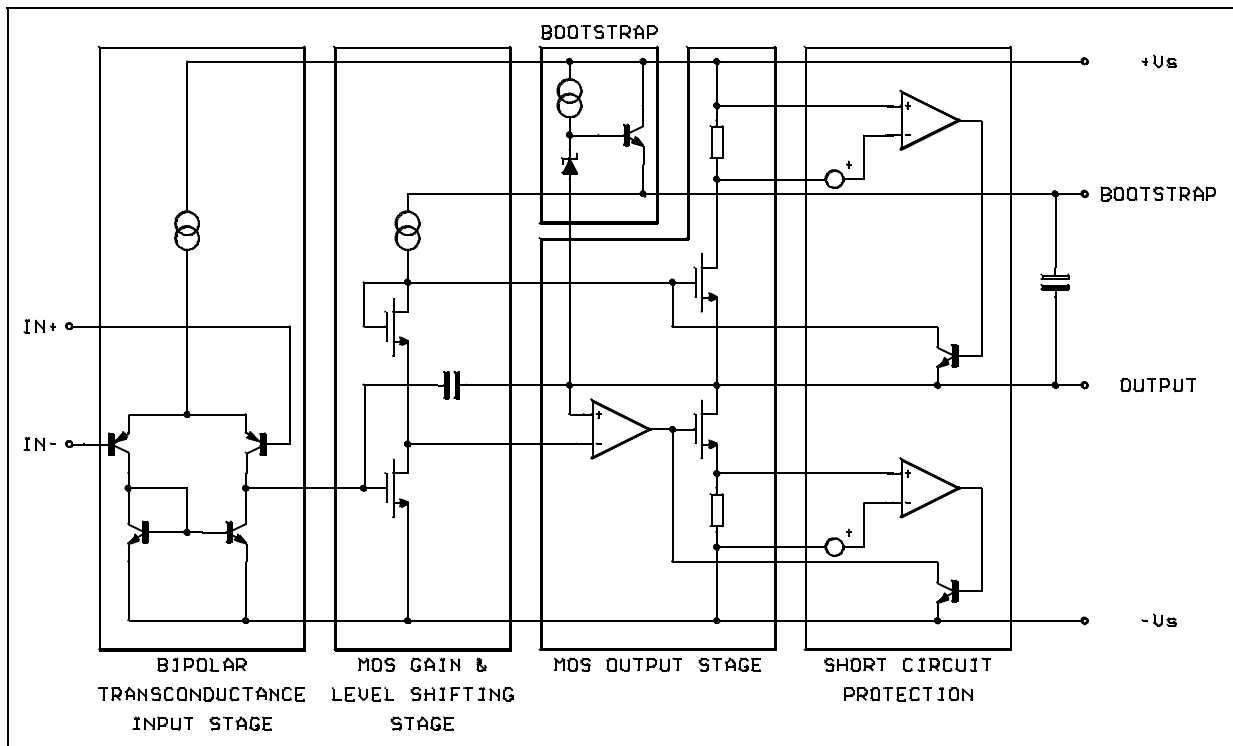 BOOTSTRAP
+Vs
+
-
+
BOOTSTRAP
IN+
OUTPUT
IN-
+
-
+
-
+
-Vs
BIPOLAR
TRANSCONDUCTANCE
INPUT STAGE
MOS GAIN &
LEVEL SHIFTING
STAGE
MOS OUTPUT STAGE
SHORT CIRCUIT
PROTECTION